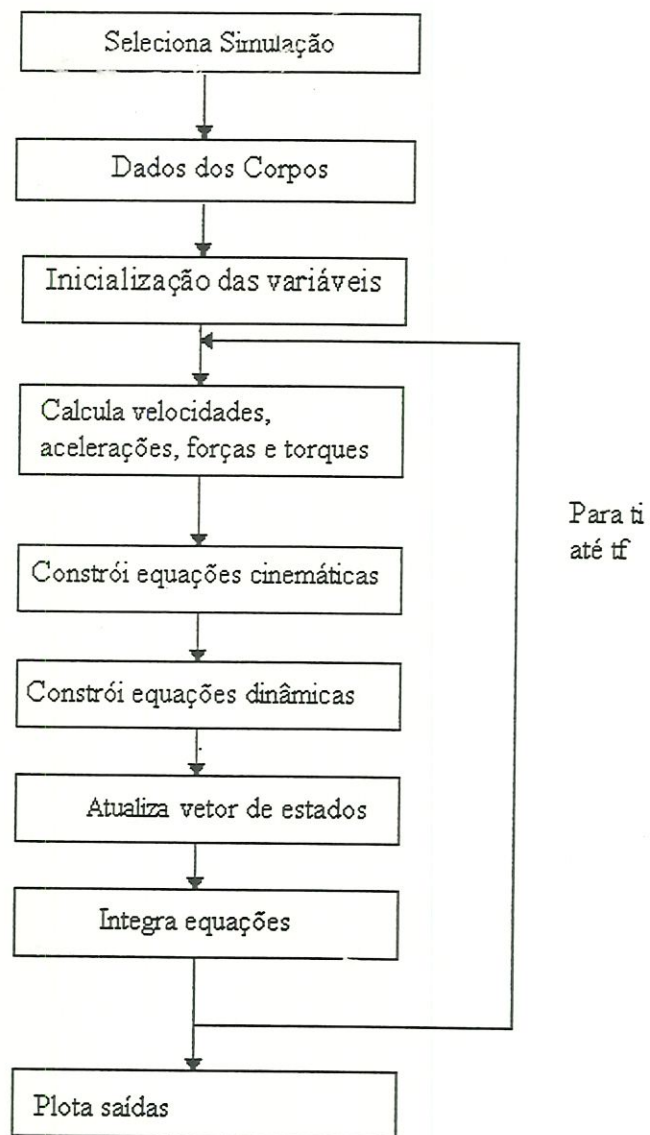 Seleciona Simulação
Dados dos Corpos
Inicialização das variáveis
Calcula velocidades,
acelerações, forças e torques
Para ti
até tf
Constrói equações cinemáticas
Constrói equações dinâmicas
Atualiza vetor de estados
Integra equações
Plota saídas